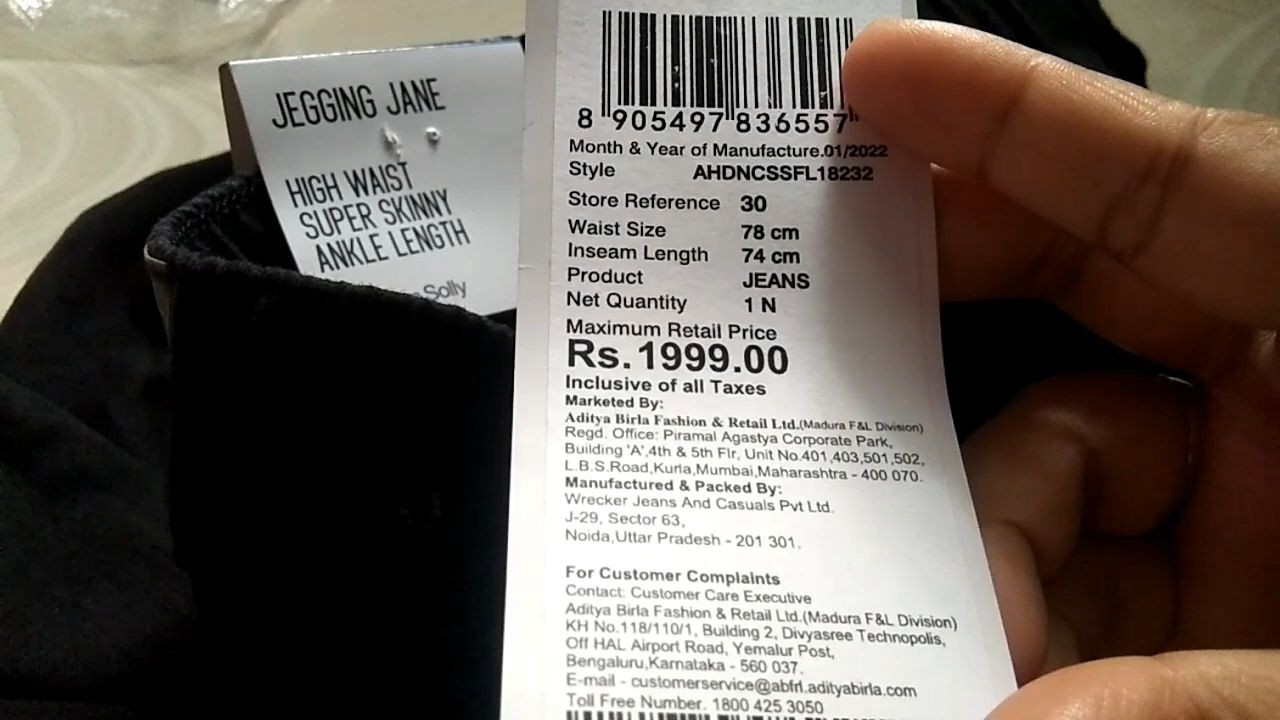 JEGGING JANE
HIGH WAIST
SUPER SKINNY
ANKLE LENGTH
Solly
8 905497 836557
Month & Year of Manufacture.01/2022
Style AHDNCSSFL18232
Store Reference 30
Waist Size 78 cm
Inseam Length 74 cm
Product JEANS
Net Quantity 1 N
Maximum Retail Price
Rs.1999.00
Inclusive of all Taxes
Marketed By:
Aditya Birla Fashion & Retail Ltd.(Madura F&L Division)
Regd. Office: Piramal Agastya Corporate Park,
Building 'A',4th & 5th Flr, Unit No.401,403,501,502,
L.B.S.Road,Kurla,Mumbai,Maharashtra - 400 070.
Manufactured & Packed By:
Wrecker Jeans And Casuals Pvt Ltd.
J-29, Sector 63,
Noida,Uttar Pradesh - 201 301.
For Customer Complaints
Contact: Customer Care Executive
Aditya Birla Fashion & Retail Ltd.(Madura F&L Division)
KH No.118/110/1, Building 2, Divyasree Technopolis,
Off HAL Airport Road, Yemalur Post,
Bengaluru,Karnataka - 560 037.
E-mail - customerservice@abfrl.adityabirla.com
Toll Free Number. 1800 425 3050